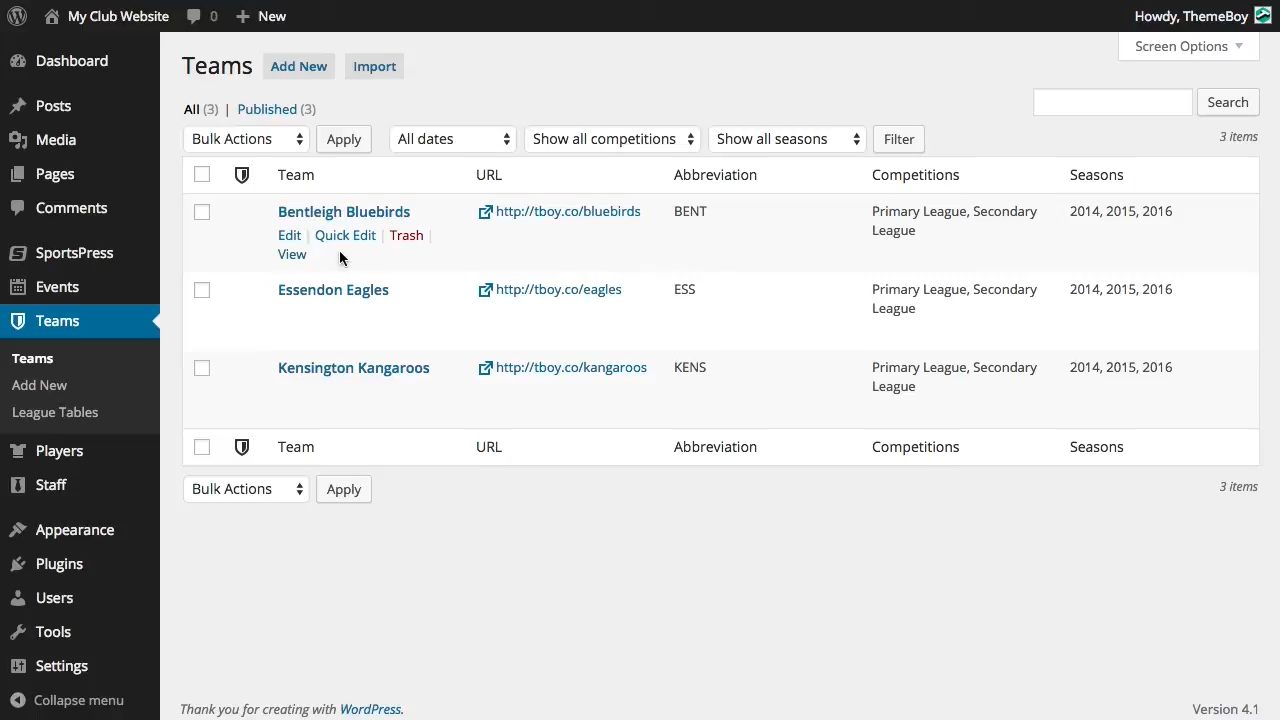 My Club Website 0 New Howdy, ThemeBoy
Dashboard
Posts
Media
Pages
Comments
SportsPress
Events
Teams
Teams
Add New
League Tables
Players
Staff
Appearance
Plugins
Users
Tools
Settings
Collapse menu
Screen Options
Teams Add New Import
All (3) | Published (3)
Search
Bulk Actions Apply All dates Show all competitions Show all seasons Filter 3 items
Team URL Abbreviation Competitions Seasons
Bentleigh Bluebirds http://tboy.co/bluebirds BENT Primary League, Secondary 2014, 2015, 2016
League
Edit | Quick Edit | Trash |
View
Essendon Eagles http://tboy.co/eagles ESS Primary League, Secondary 2014, 2015, 2016
League
Kensington Kangaroos http://tboy.co/kangaroos KENS Primary League, Secondary 2014, 2015, 2016
League
Team URL Abbreviation Competitions Seasons
Bulk Actions Apply 3 items
Thank you for creating with WordPress. Version 4.1